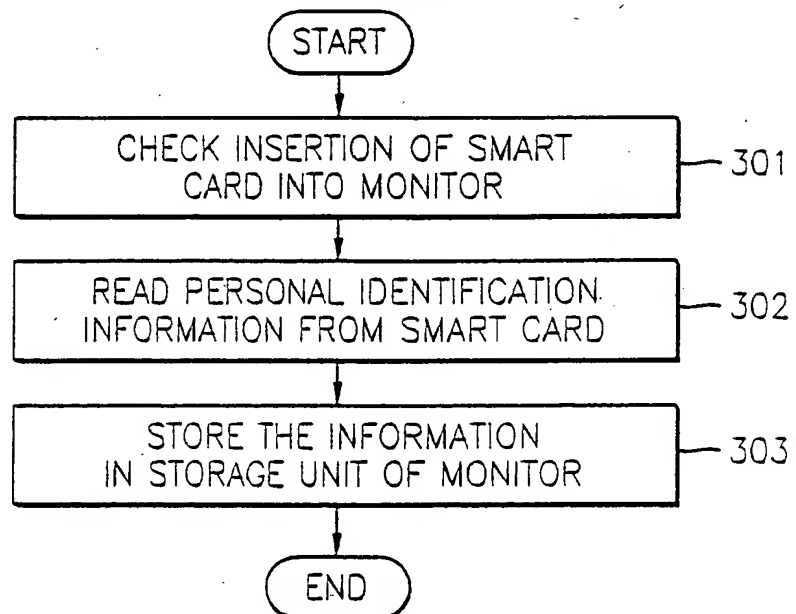 START
CHECK INSERTION OF SMART
CARD INTO MONITOR
301
READ PERSONAL IDENTIFICATION
INFORMATION FROM SMART CARD
302
STORE THE INFORMATION
IN STORAGE UNIT OF MONITOR
303
END